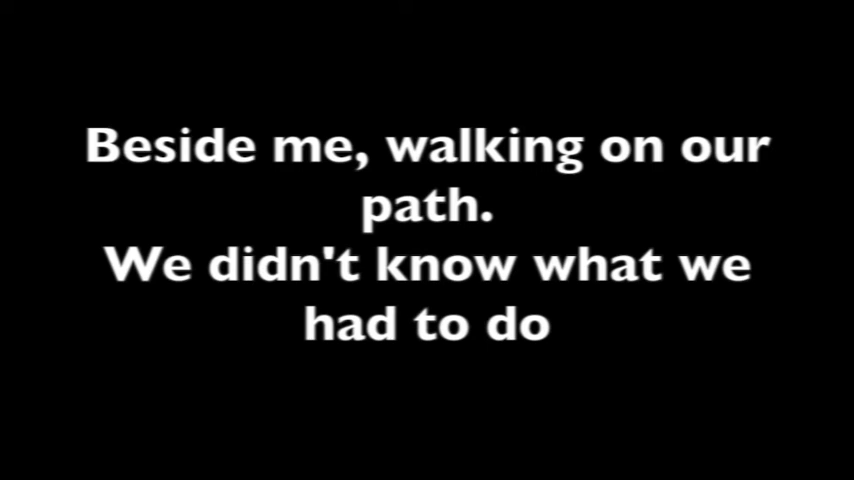 Beside me, walking on our
path.
We didn't know what we
had to do